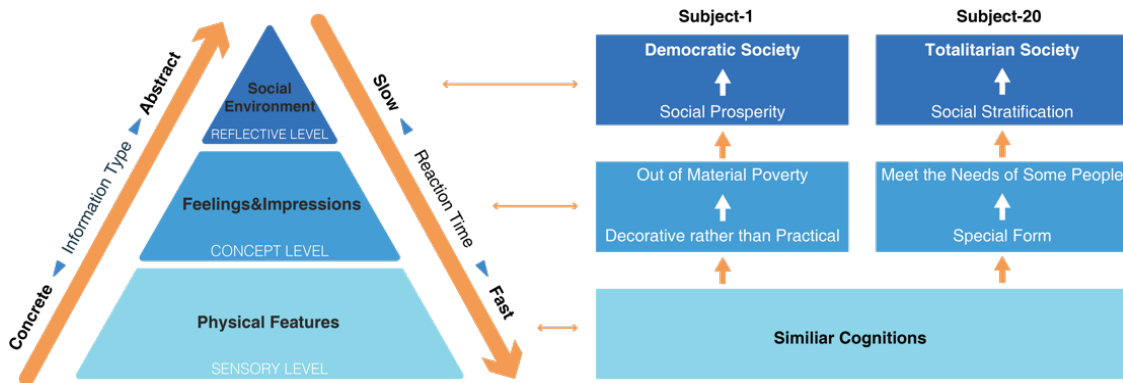 Concrete
Information Type
Abstract
Social
Environment
REFLECTIVE LEVEL
Feelings&Impressions
CONCEPT LEVEL
Physical Features
SENSORY LEVEL
Slow
Reaction Time
Fast
Subject-1
Democratic Society
Social Prosperity
Out of Material Poverty
Decorative rather than Practical
Subject-20
Totalitarian Society
Social Stratification
Meet the Needs of Some People
Special Form
Similiar Cognitions